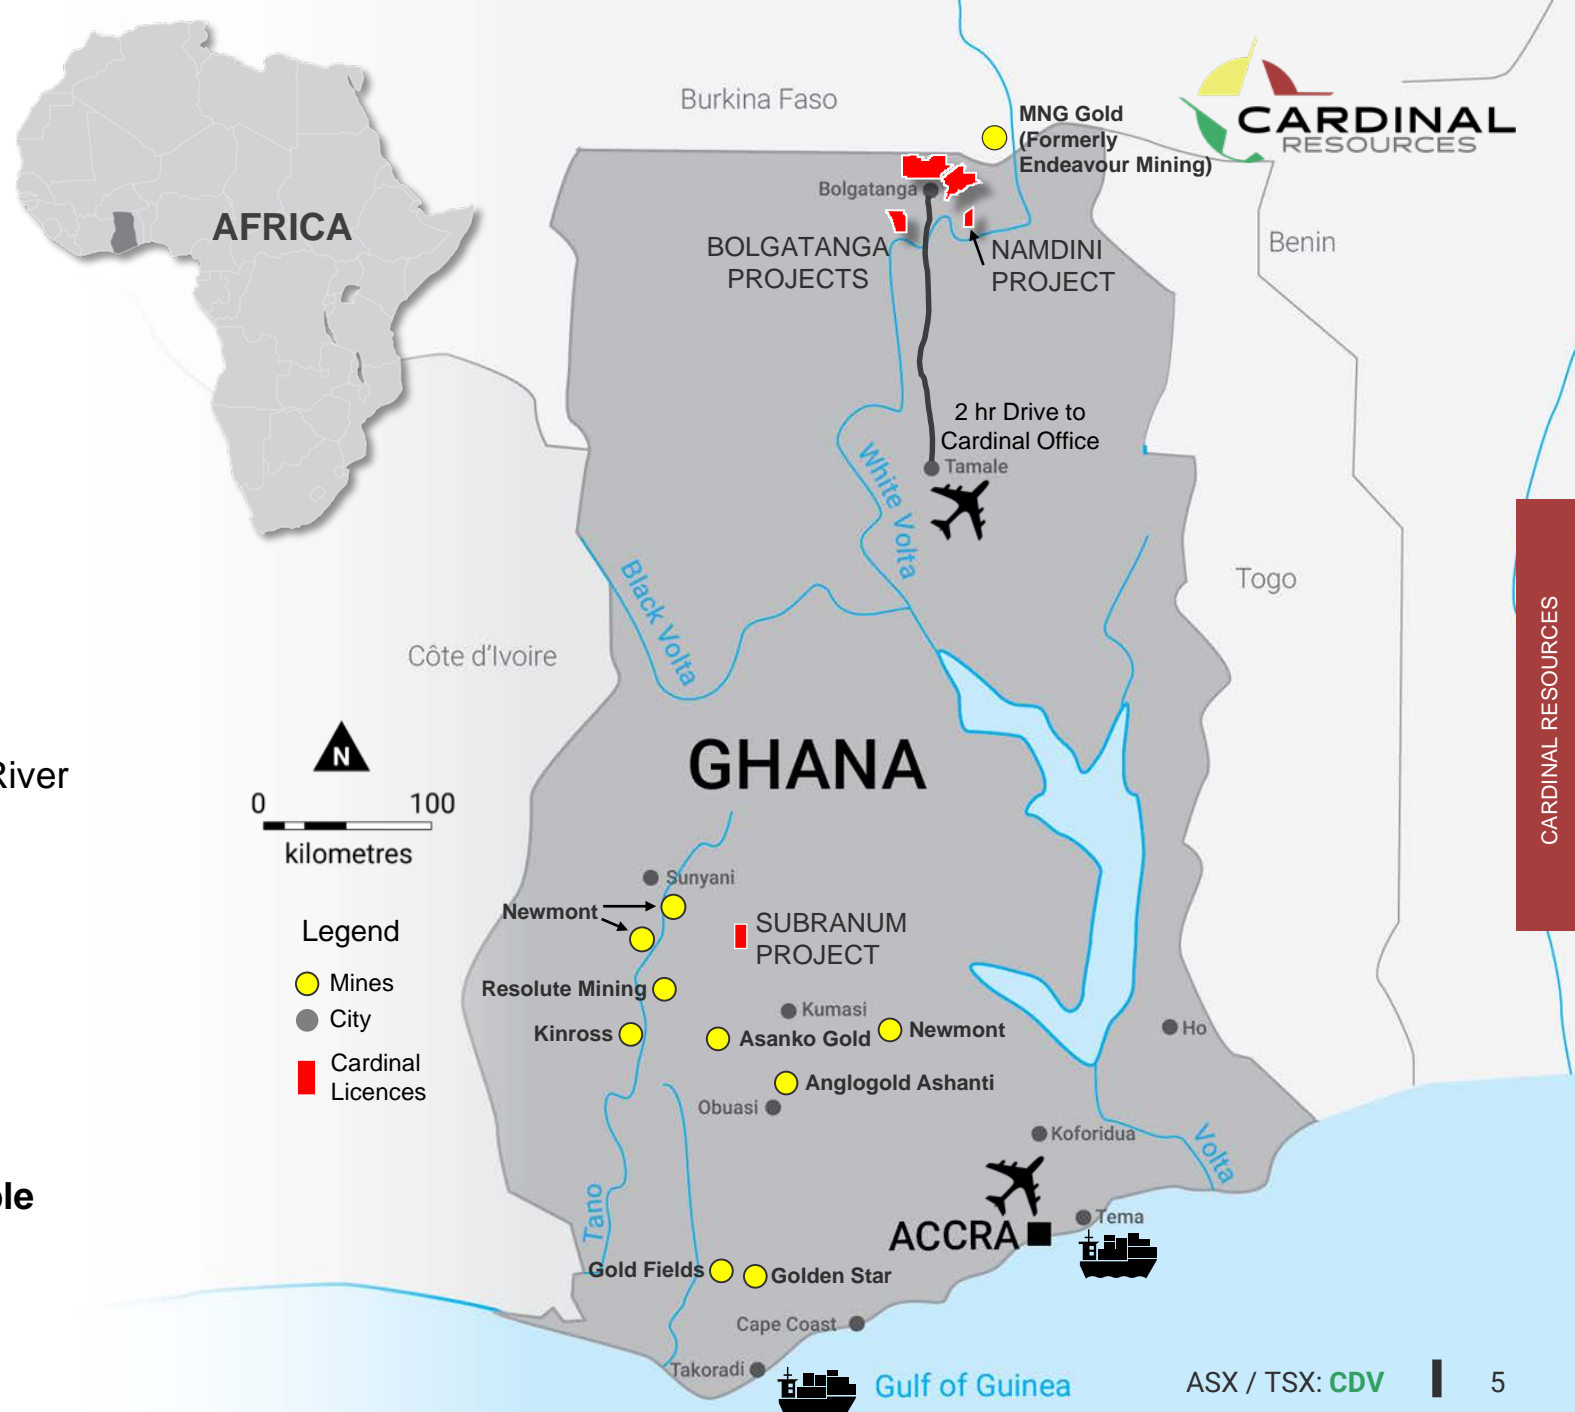 Burkina Faso
MNG Gold
(Formerly
Endeavour Mining)
CARDINAL
RESOURCES
AFRICA
Bolgatanga
BOLGATANGA
PROJECTS
NAMDINI
PROJECT
Benin
2 hr Drive to
Cardinal Office
Tamale
White Volta
Black Volta
Togo
Côte d'Ivoire
CARDINAL RESOURCES
GHANA
N
River
0 100
kilometres
Sunyani
Newmont
SUBRANUM
PROJECT
Legend
Mines
City
Cardinal
Licences
Resolute Mining
Kinross
Kumasi
Asanko Gold
Newmont
Ho
Anglogold Ashanti
Obuasi
Koforidua
Volta
Tano
ole
ACCRA
Tema
Gold Fields
Golden Star
Cape Coast
Takoradi
Gulf of Guinea
ASX / TSX: CDV
5